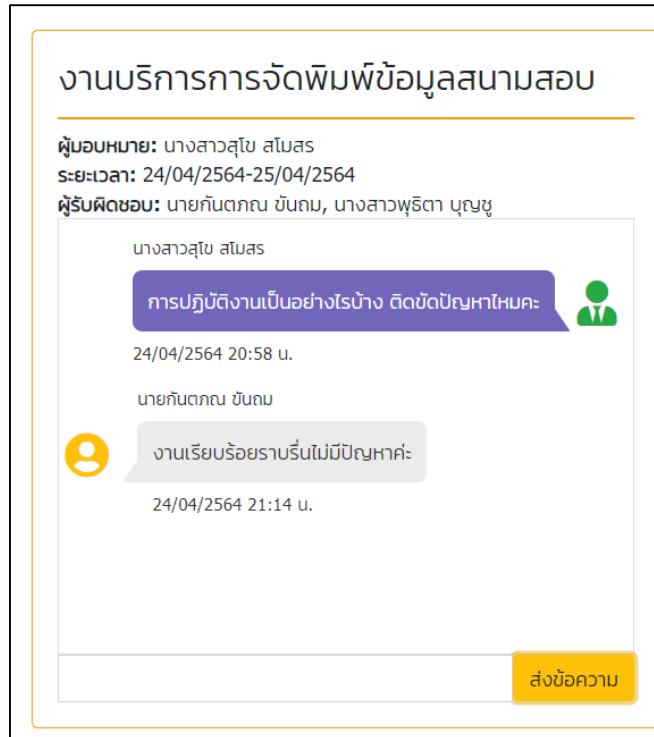 งานบริการการจัดพิมพ์ข้อมูลสนามสอบ
ผู้มอบหมาย: นางสาวสุโข สโมสร
ระยะเวลา: 24/04/2564-25/04/2564
ผู้รับผิดชอบ: นายกันตภณ ขันถม, นางสาวพุธิตา บุญชู
นางสาวสุโข สโมสร
การปฏิบัติงานเป็นอย่างไรบ้าง ติดขัดปัญหาไหมคะ
24/04/2564 20:58 น.
นายกันตภณ ขันถม
งานเรียบร้อยราบรื่นไม่มีปัญหาค่ะ
24/04/2564 21:14 น.
ส่งข้อความ